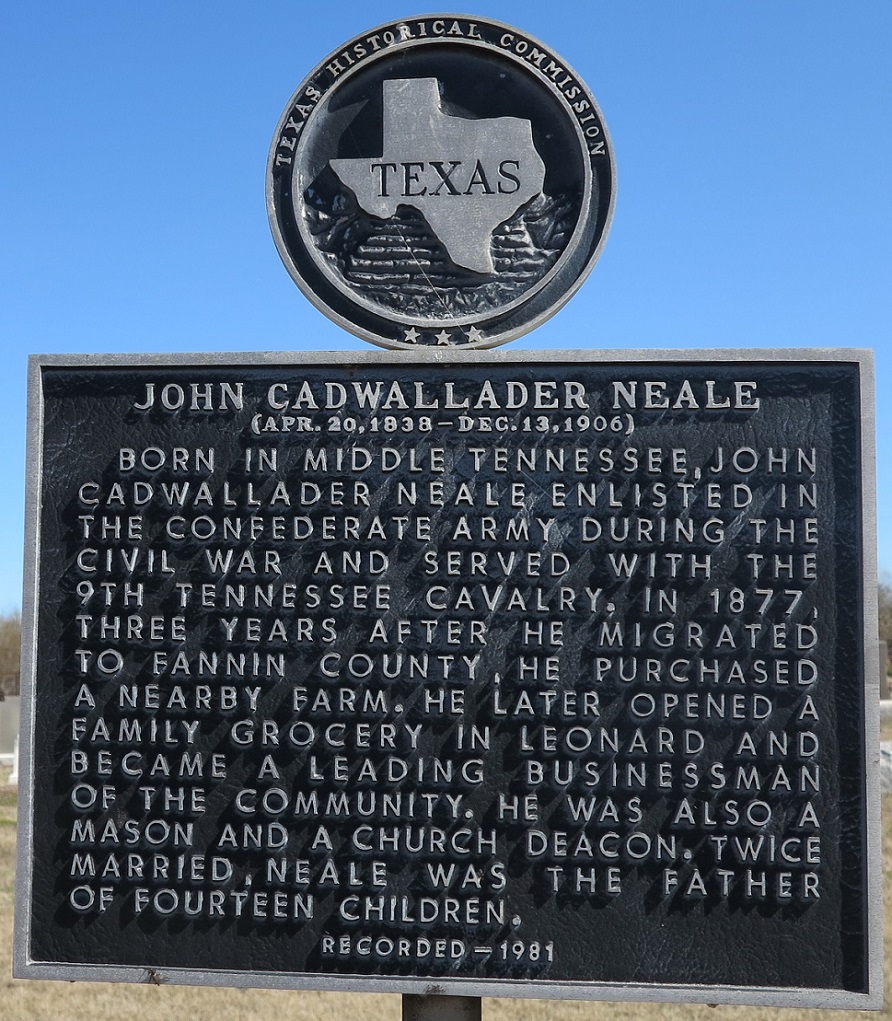 TEXAS HISTORICAL COMMISSION
TEXAS
JOHN CADWALLADER NEALE
(APR. 20, 1838 – DEC. 13, 1906)
BORN IN MIDDLE TENNESSEE, JOHN
CADWALLADER NEALE ENLISTED IN
THE CONFEDERATE ARMY DURING THE
CIVIL WAR AND SERVED WITH THE
9TH TENNESSEE CAVALRY. IN 1877,
THREE YEARS AFTER HE MIGRATED
TO FANNIN COUNTY, HE PURCHASED
A NEARBY FARM. HE LATER OPENED A
FAMILY GROCERY IN LEONARD AND
BECAME A LEADING BUSINESSMAN
OF THE COMMUNITY. HE WAS ALSO A
MASON AND A CHURCH DEACON. TWICE
MARRIED, NEALE WAS THE FATHER
OF FOURTEEN CHILDREN.
RECORDED – 1981